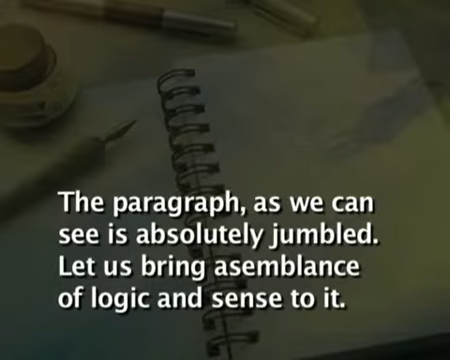 The paragraph, as we can
see is absolutely jumbled.
Let us bring asemblance
of logic and sense to it.